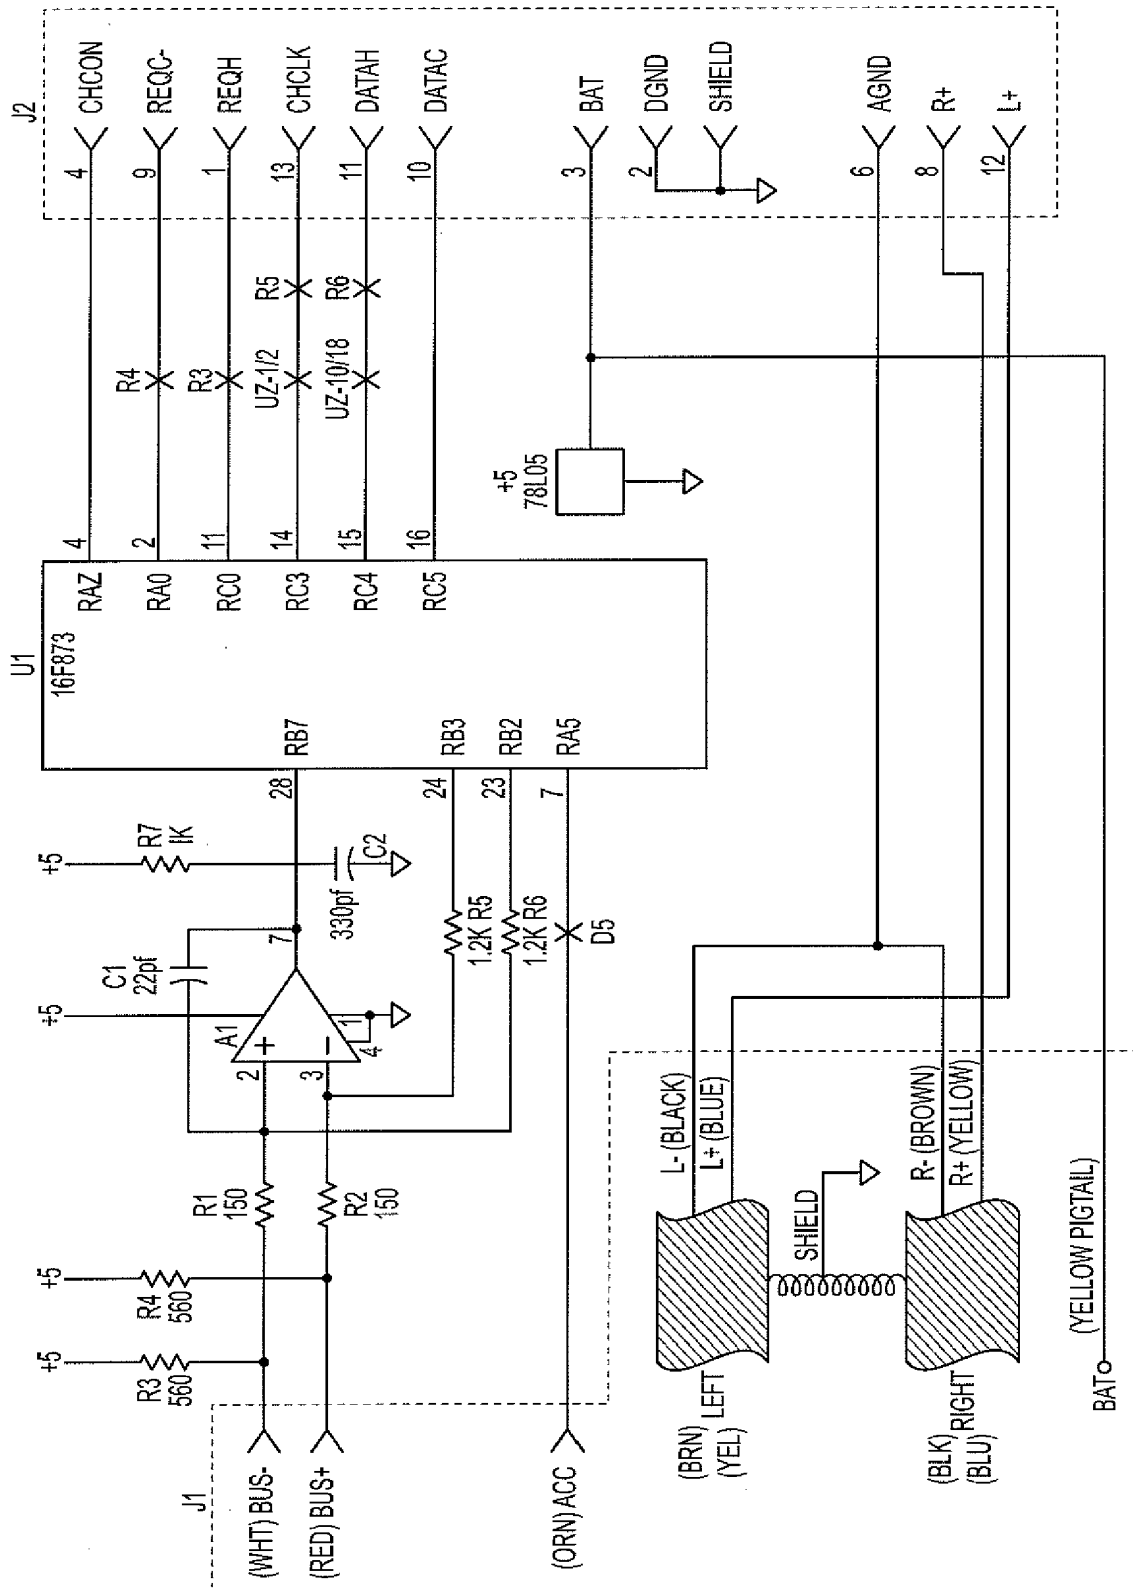 J2
4 CHCON
9 REQC-
1 REQH
13 CHCLK
11 DATAH
10 DATAC
3 BAT
2 DGND
SHIELD
6 AGND
8 R+
12 L+
R4
R3
UZ-1/2 R5
UZ-10/18 R6
+5
78L05
U1
16F873
RAZ 4
RA0 2
RC0 11
RC3 14
RC4 15
RC5 16
28 RB7
24 RB3
23 RB2
7 RA5
+5
R7
IK
330pf
C2
+5
C1
22pf
A1
+
−
2
3
7
1
4
1.2K R5
1.2K R6
D5
R1
150
R2
150
+5
R4
560
+5
R3
560
J1
(WHT) BUS-
(RED) BUS+
(ORN) ACC
L- (BLACK)
L+ (BLUE)
R- (BROWN)
R+ (YELLOW)
SHIELD
(BRN) LEFT
(YEL)
(BLK) RIGHT
(BLU)
(YELLOW PIGTAIL)
BAT